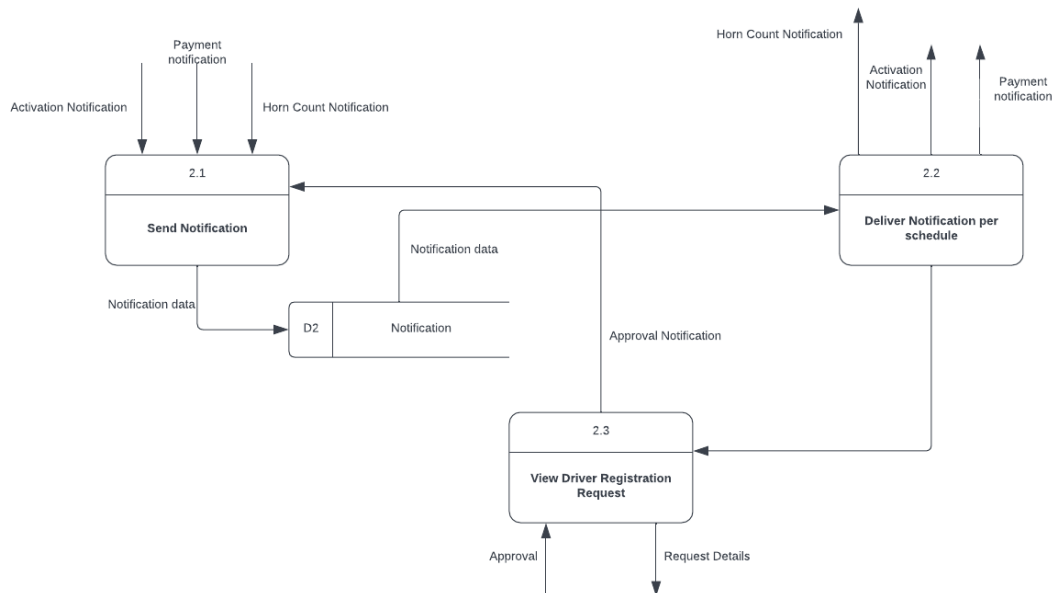 Payment
notification
Activation Notification
Horn Count Notification
2.1
Send Notification
Notification data
D2
Notification
Notification data
Horn Count Notification
Activation
Notification
Payment
notification
2.2
Deliver Notification per
schedule
Approval Notification
2.3
View Driver Registration
Request
Approval
Request Details